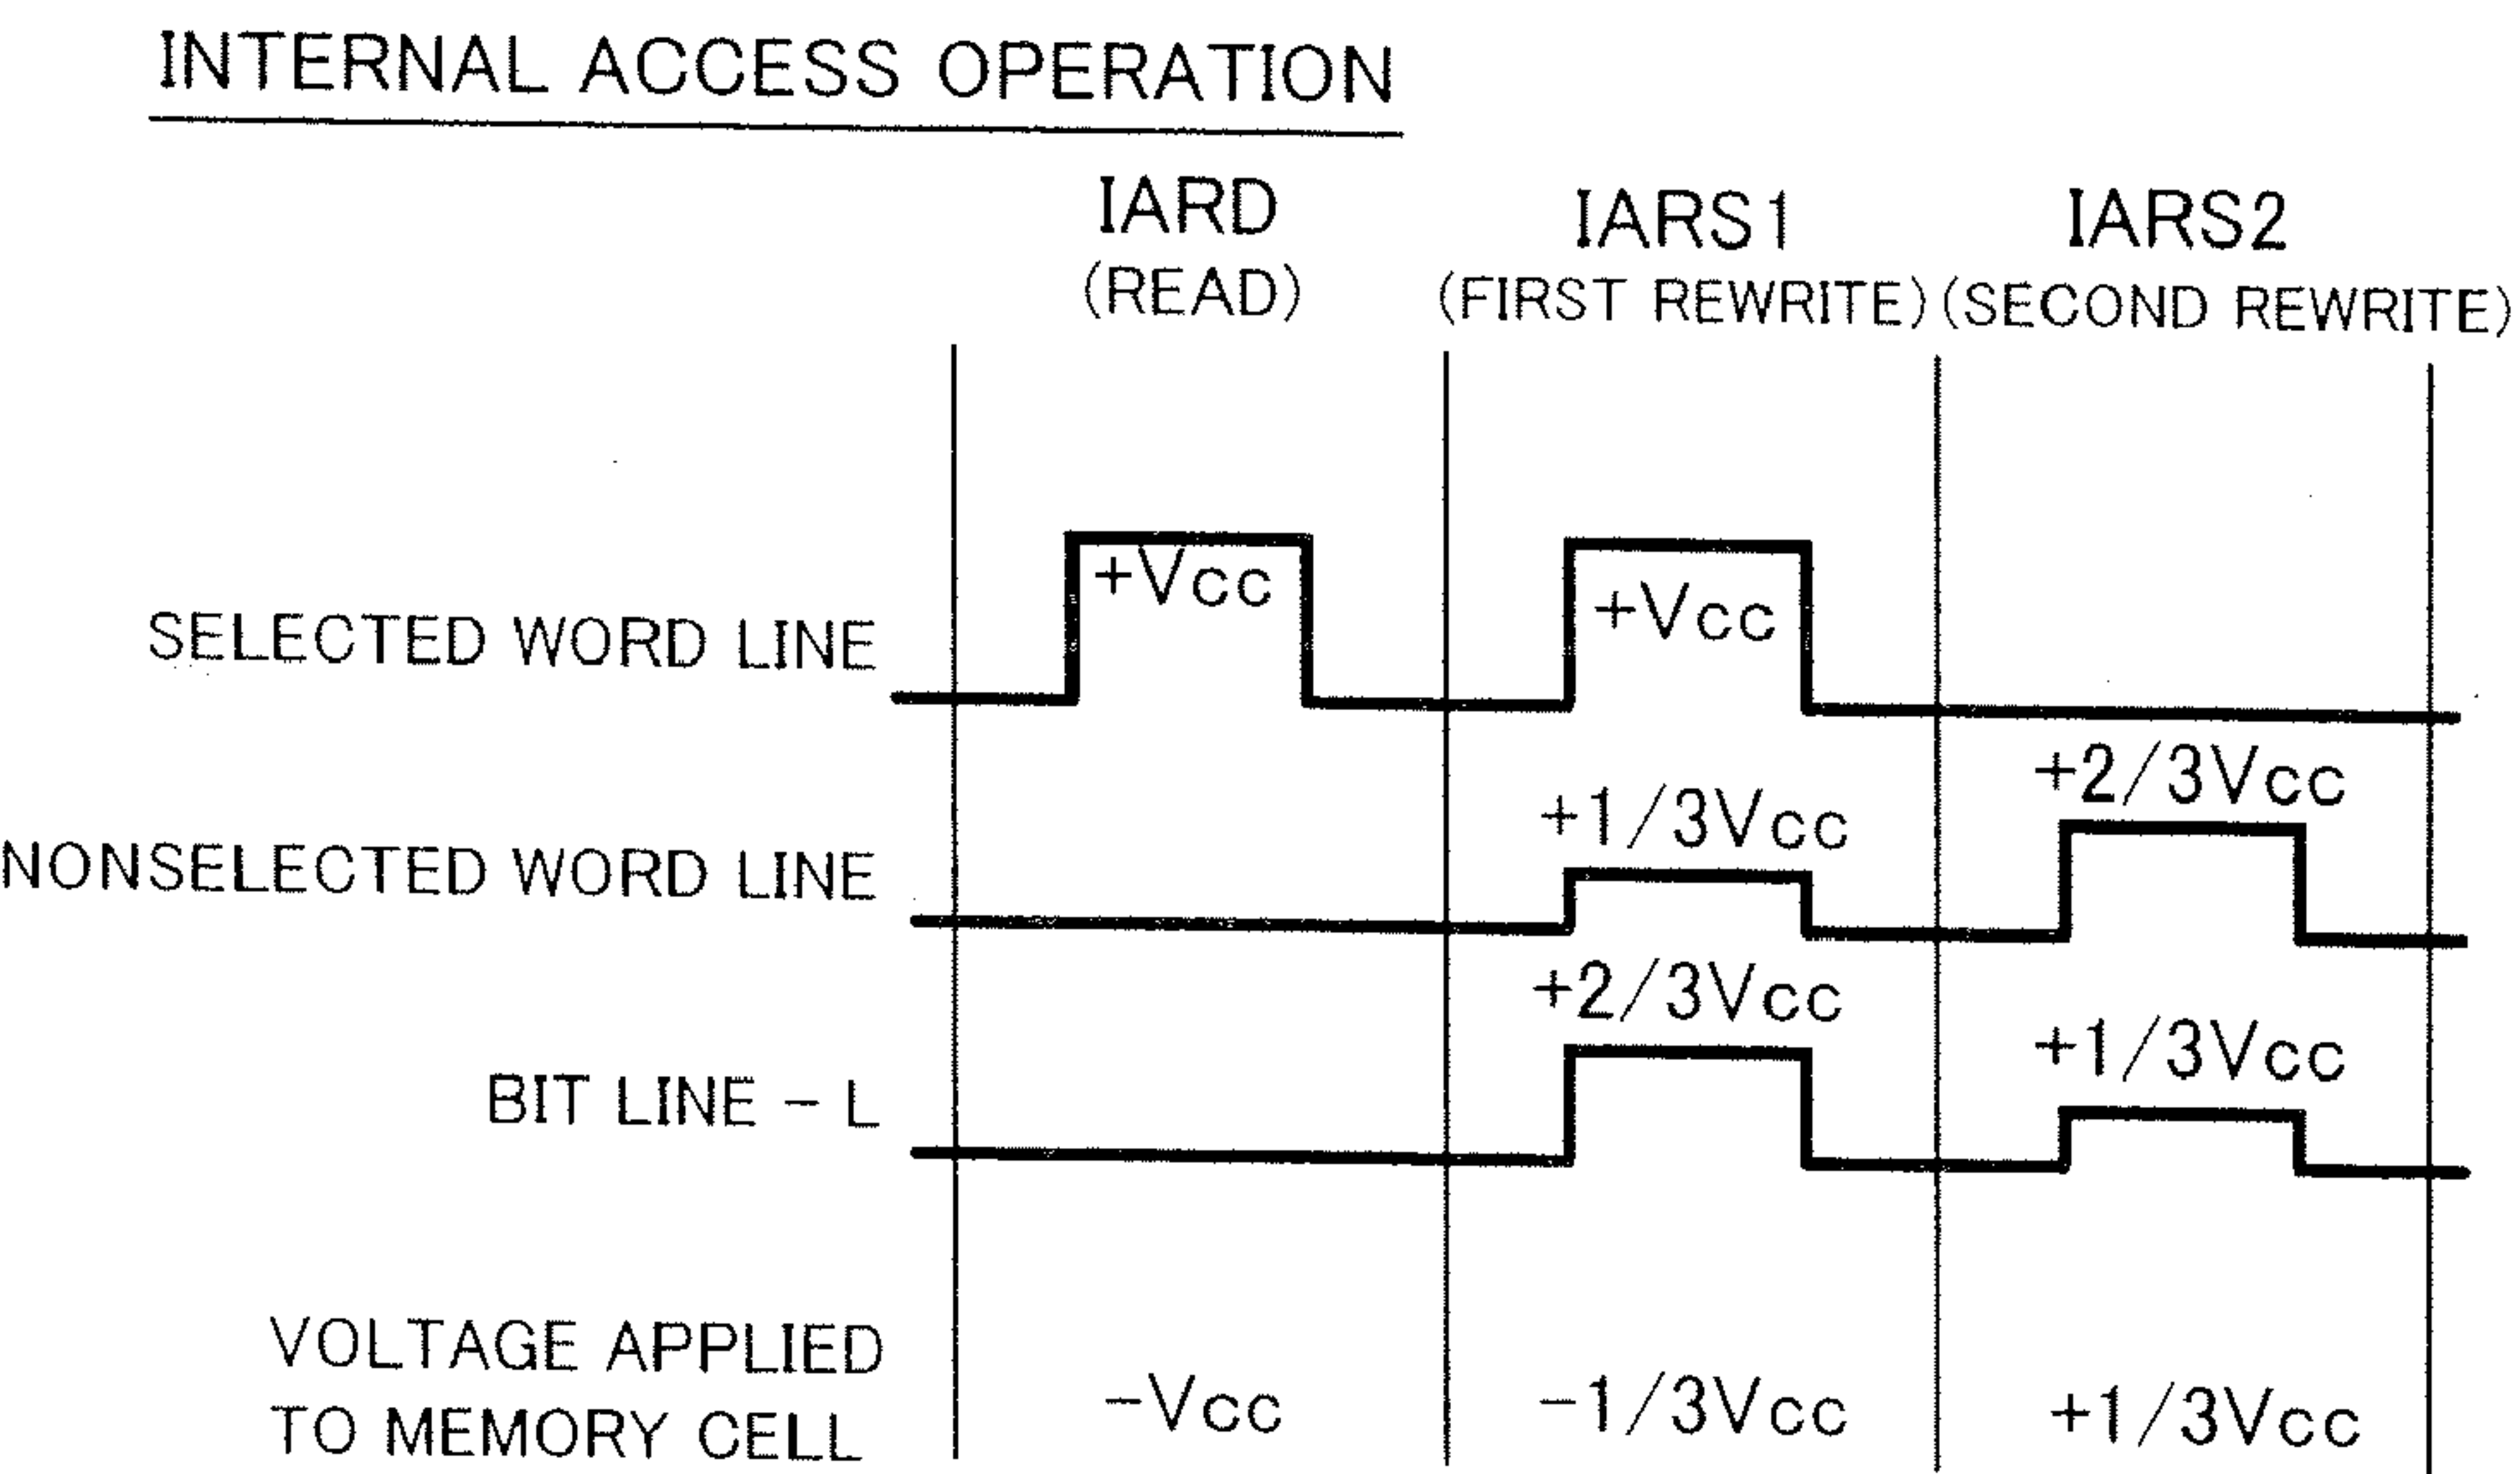 INTERNAL ACCESS OPERATION
IARD IARS1 IARS2
(READ) (FIRST REWRITE) (SECOND REWRITE)
+Vcc +Vcc
SELECTED WORD LINE
+1/3Vcc +2/3Vcc
NONSELECTED WORD LINE
+2/3Vcc +1/3Vcc
BIT LINE - L
VOLTAGE APPLIED
TO MEMORY CELL -Vcc -1/3Vcc +1/3Vcc